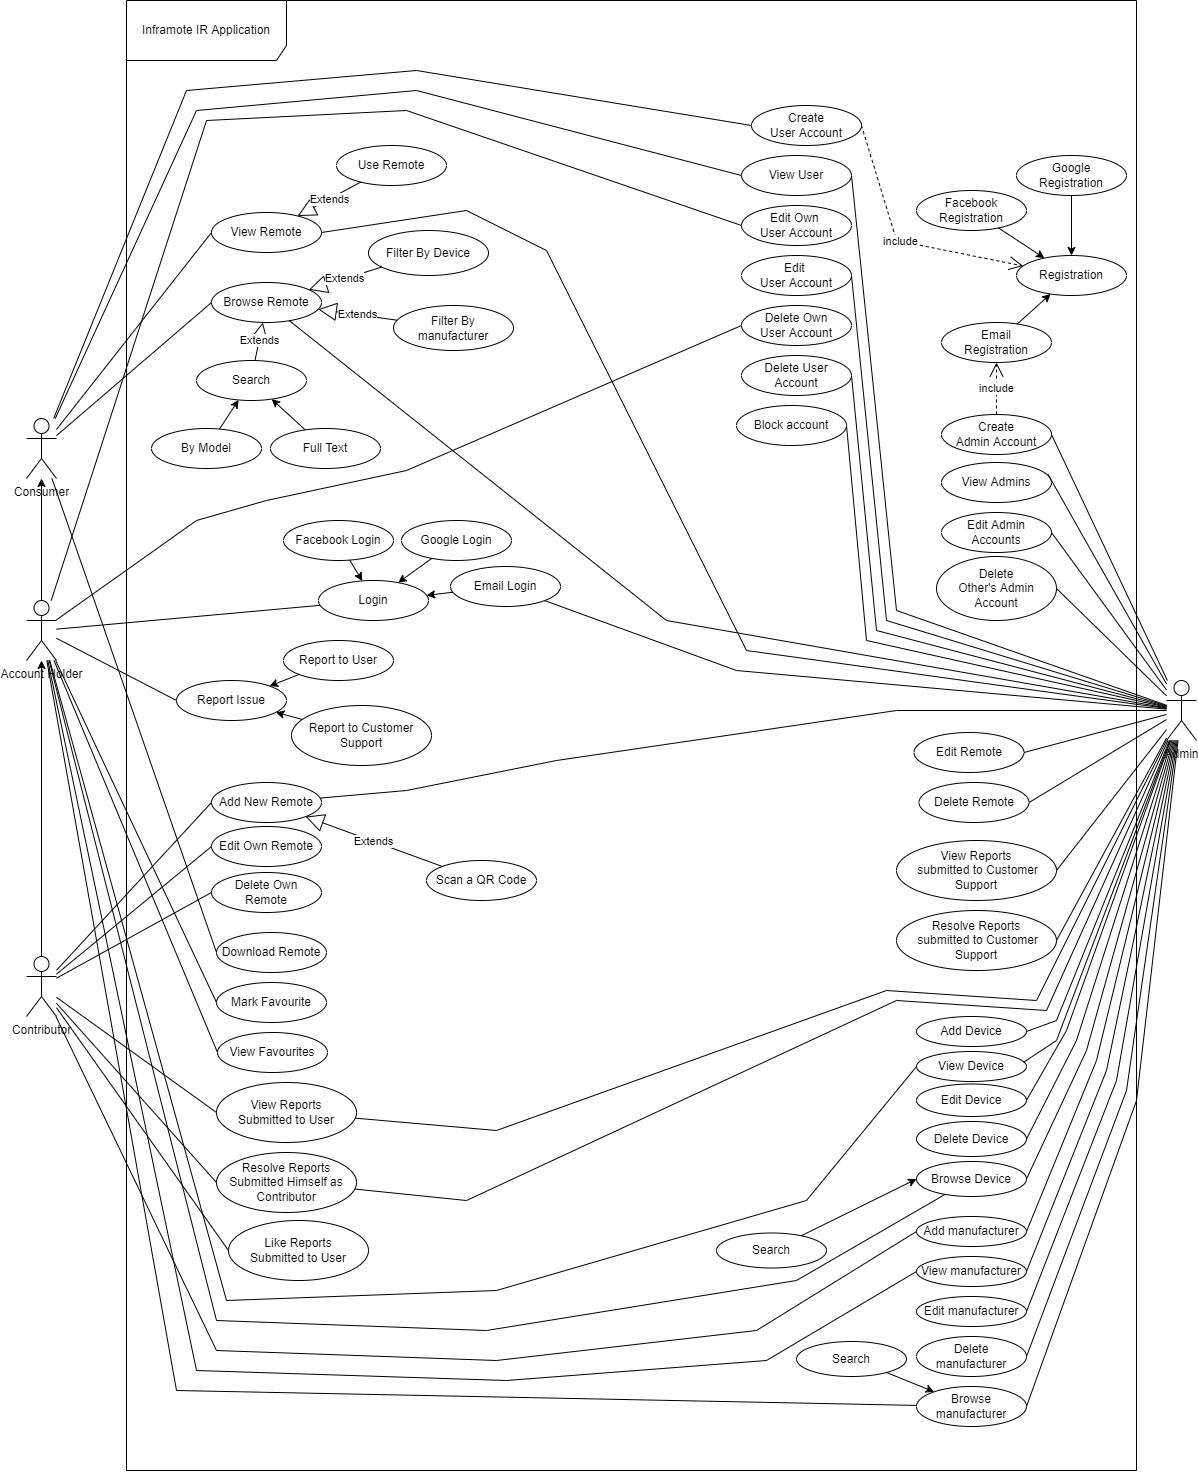 Inframote IR Application
Create
User Account
Use Remote
Extends
View Remote
View User
Google
Registration
Facebook
Registration
Edit Own
User Account
include
Filter By Device
Extends
Edit
User Account
Registration
Browse Remote
Extends
Filter By
manufacturer
Delete Own
User Account
Extends
Email
Registration
Search
Delete User
Account
include
By Model
Full Text
Block account
Create
Admin Account
Consumer
View Admins
Facebook Login
Google Login
Edit Admin
Accounts
Login
Email Login
Delete
Other's Admin
Account
Account Holder
Report to User
Report Issue
Report to Customer
Support
Edit Remote
Admin
Add New Remote
Delete Remote
Extends
Edit Own Remote
Scan a QR Code
View Reports
submitted to Customer
Support
Delete Own
Remote
Download Remote
Resolve Reports
submitted to Customer
Support
Mark Favourite
Contributor
Add Device
View Favourites
View Device
View Reports
Submitted to User
Edit Device
Delete Device
Resolve Reports
Submitted Himself as
Contributor
Browse Device
Like Reports
Submitted to User
Search
Add manufacturer
View manufacturer
Edit manufacturer
Search
Delete
manufacturer
Browse
manufacturer